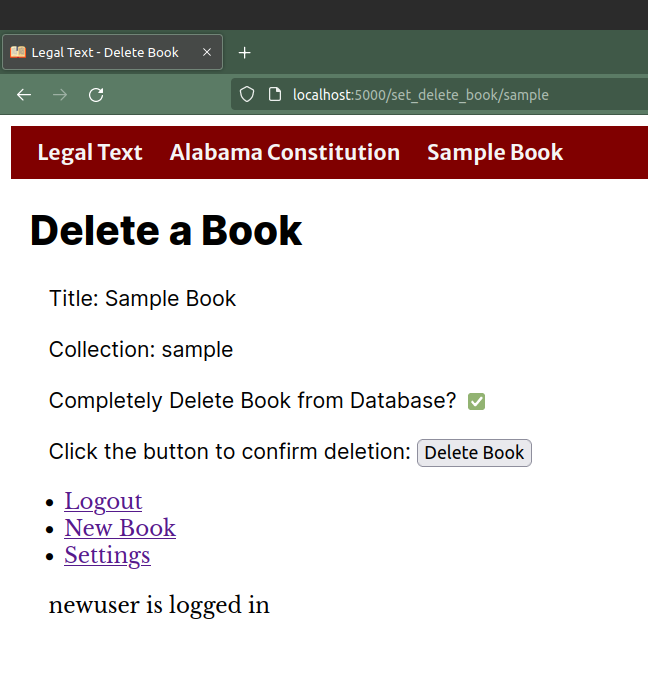 Legal Text - Delete Book
localhost:5000/set_delete_book/sample
Legal Text Alabama Constitution Sample Book
Delete a Book
Title: Sample Book
Collection: sample
Completely Delete Book from Database?
Click the button to confirm deletion: Delete Book
Logout
New Book
Settings
newuser is logged in